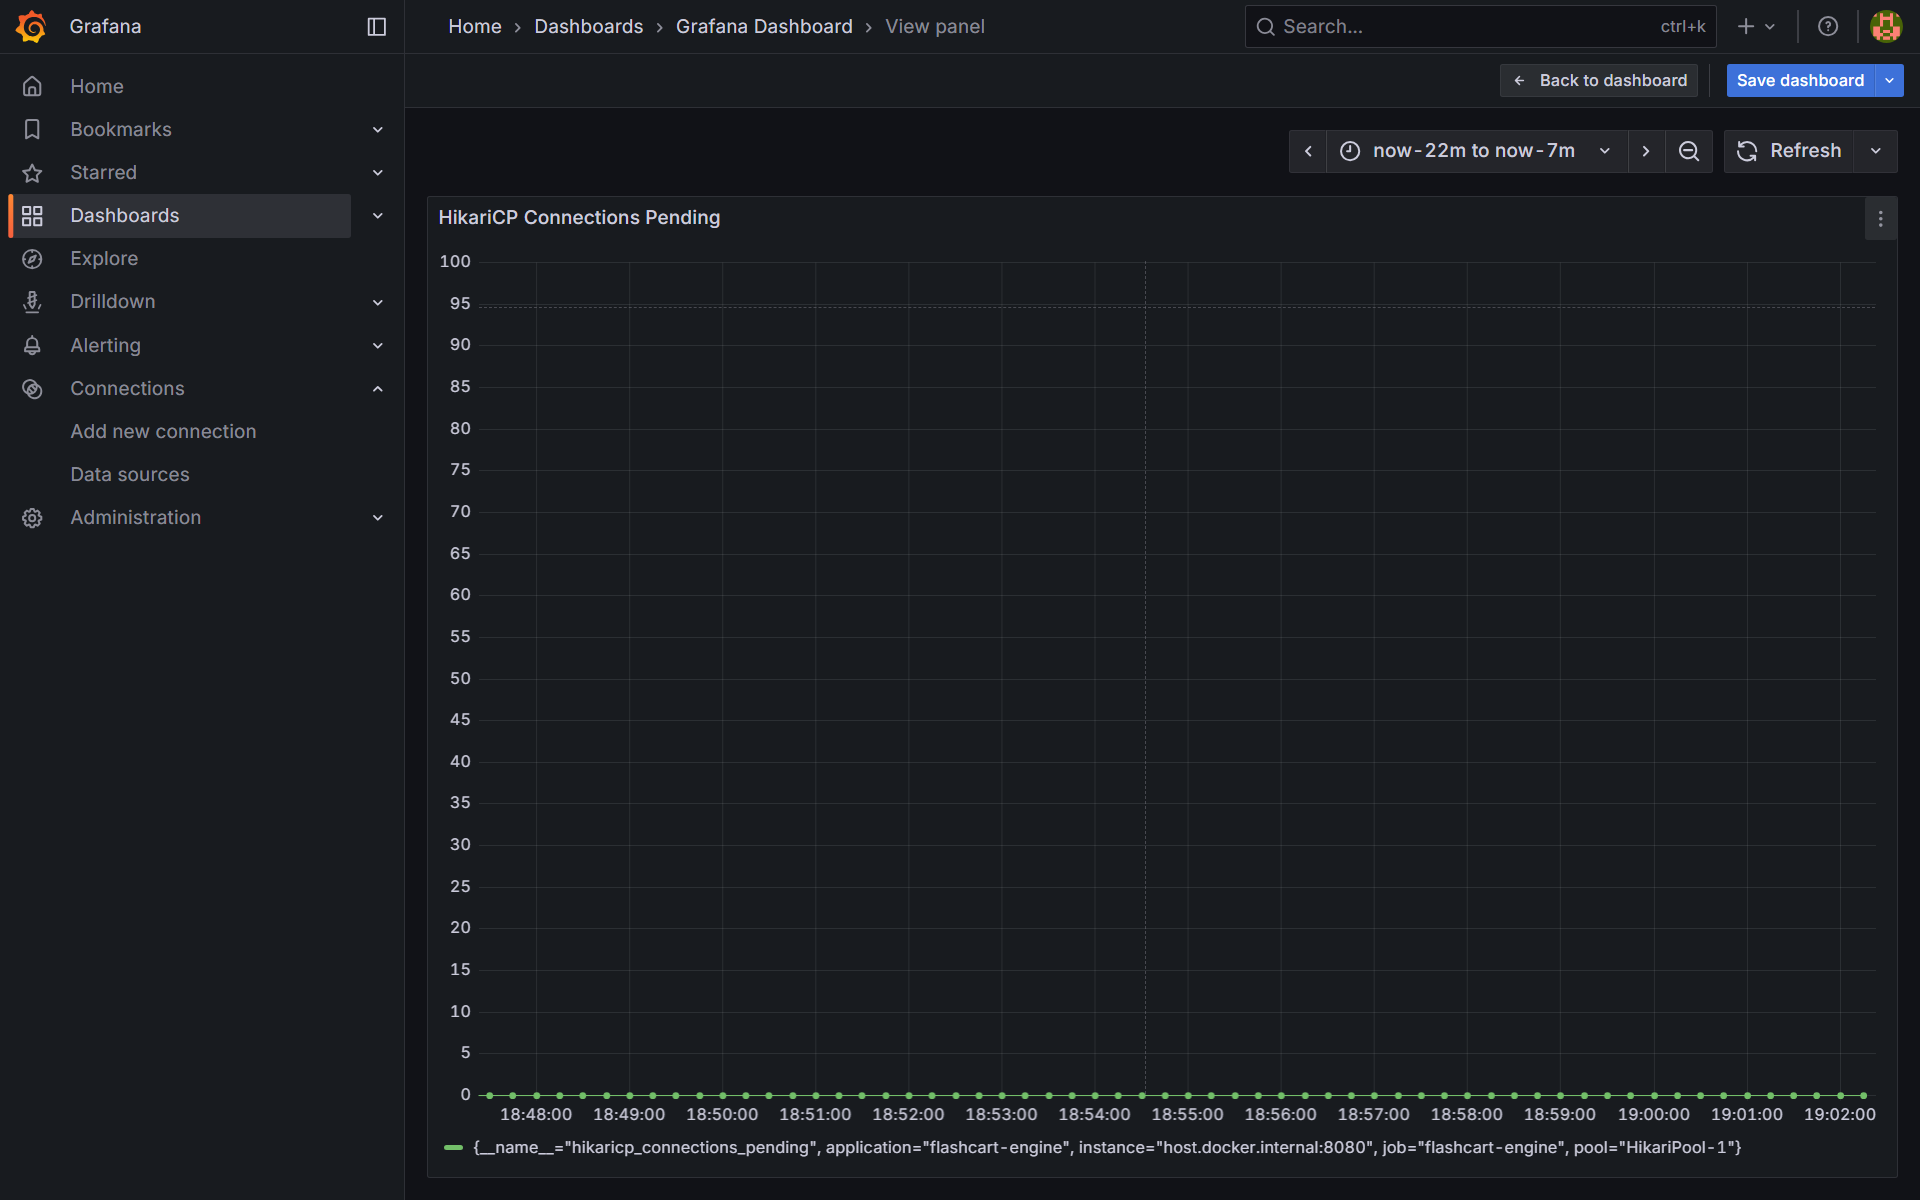 Grafana
Home › Dashboards › Grafana Dashboard › View panel
Search... ctrl+k
Back to dashboard
Save dashboard
Home
Bookmarks
Starred
Dashboards
Explore
Drilldown
Alerting
Connections
Add new connection
Data sources
Administration
now-22m to now-7m
Refresh
HikariCP Connections Pending
100
95
90
85
80
75
70
65
60
55
50
45
40
35
30
25
20
15
10
5
0
18:48:00 18:49:00 18:50:00 18:51:00 18:52:00 18:53:00 18:54:00 18:55:00 18:56:00 18:57:00 18:58:00 18:59:00 19:00:00 19:01:00 19:02:00
{__name__="hikaricp_connections_pending", application="flashcart-engine", instance="host.docker.internal:8080", job="flashcart-engine", pool="HikariPool-1"}